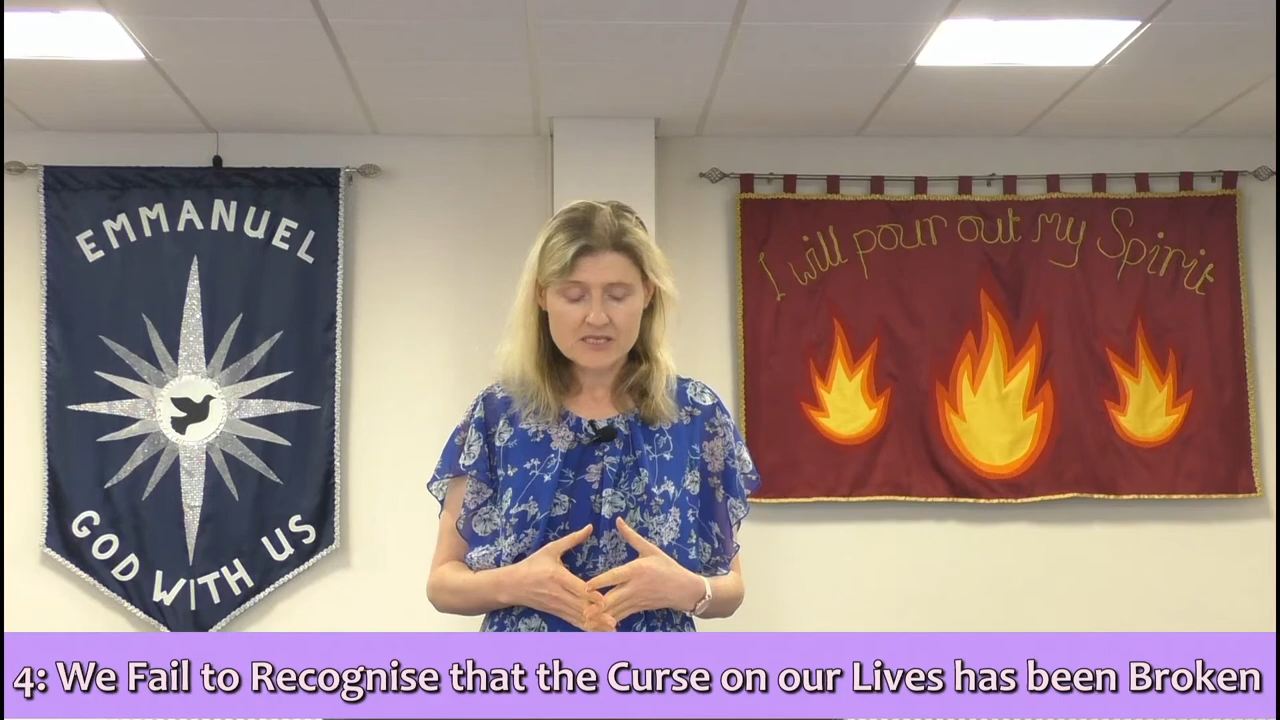 EMMANUEL
GOD WITH US
I will pour out my Spirit
4: We Fail to Recognise that the Curse on our Lives has been Broken